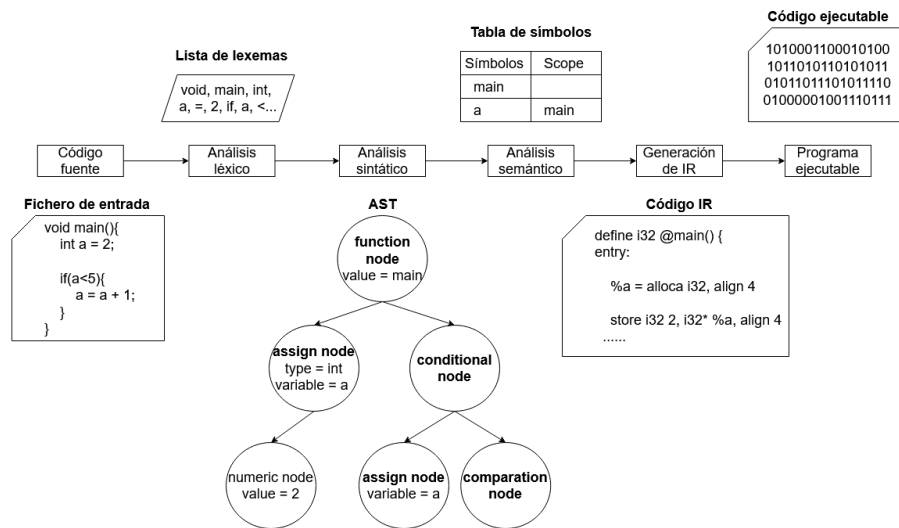 Lista de lexemas
void, main, int,
a, =, 2, if, a, <...
Tabla de símbolos
Símbolos Scope
main
a main
Código ejecutable
1010001100010100
1011010110101011
0101101110101110
01000001001110111
Código fuente
Análisis léxico
Análisis sintático
Análisis semántico
Generación de IR
Programa ejecutable
Fichero de entrada
void main(){
int a = 2;
if(a<5){
a = a + 1;
}
}
AST
function
node
value = main
assign node
type = int
variable = a
conditional
node
numeric node
value = 2
assign node
variable = a
comparation
node
Código IR
define i32 @main() {
entry:
%a = alloca i32, align 4
store i32 2, i32* %a, align 4
......